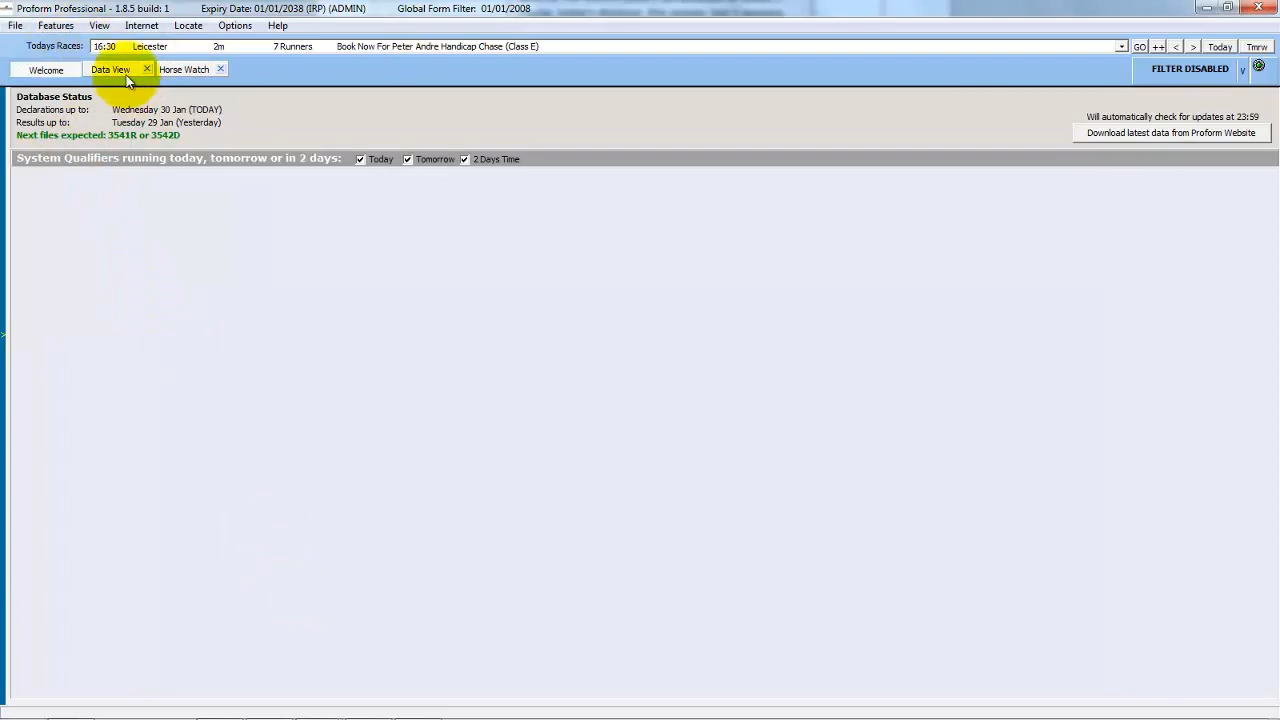 Proform Professional - 1.8.5 build: 1 Expiry Date: 01/01/2038 (IRP) (ADMIN) Global Form Filter: 01/01/2008
File Features View Internet Locate Options Help
Todays Races: 16:30 Leicester 2m 7 Runners Book Now For Peter Andre Handicap Chase (Class E) GO ++ < > Today Tmrw
Welcome Data View Horse Watch FILTER DISABLED v
Database Status
Declarations up to: Wednesday 30 Jan (TODAY)
Results up to: Tuesday 29 Jan (Yesterday)
Next files expected: 3541R or 3542D
Will automatically check for updates at 23:59
Download latest data from Proform Website
System Qualifiers running today, tomorrow or in 2 days: Today Tomorrow 2 Days Time
>